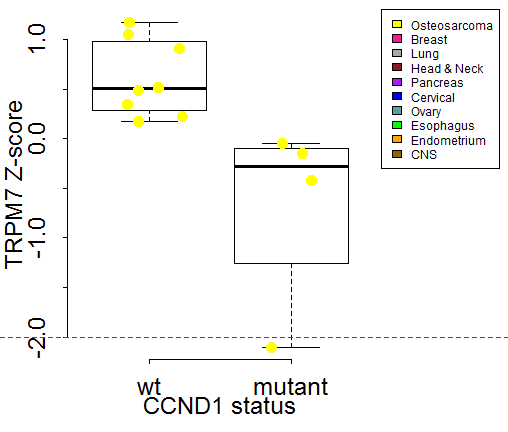 TRPM7 Z-score
1.0
0.0
-1.0
-2.0
wt mutant
CCND1 status
Osteosarcoma
Breast
Lung
Head & Neck
Pancreas
Cervical
Ovary
Esophagus
Endometrium
CNS